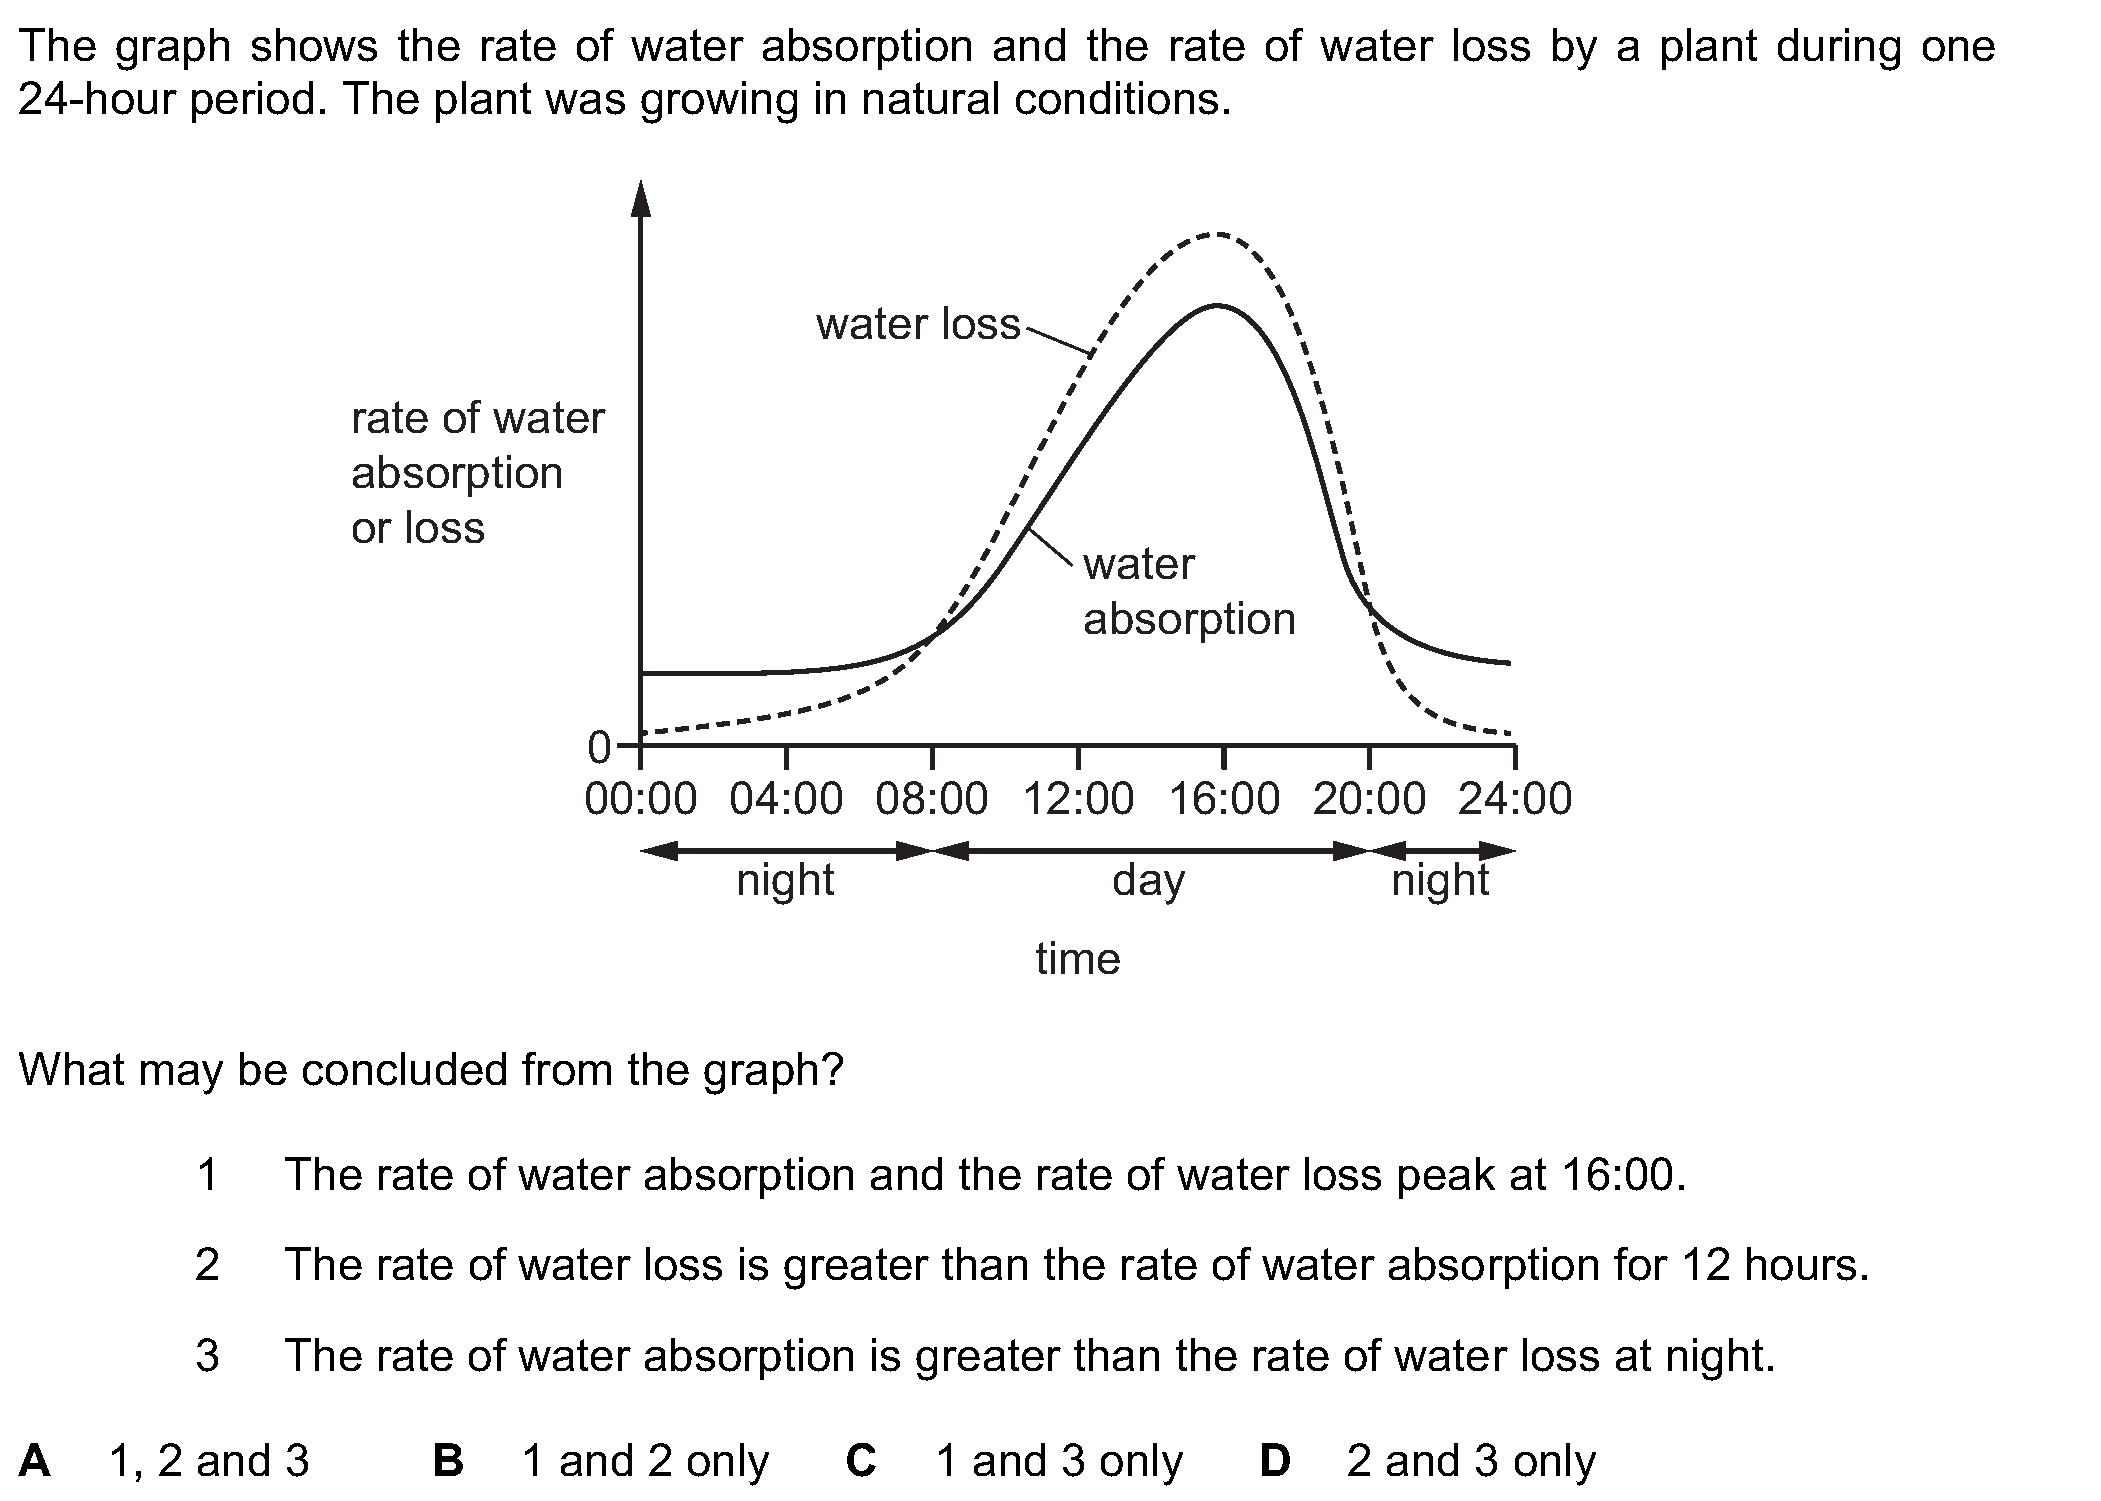 The graph shows the rate of water absorption and the rate of water loss by a plant during one
24-hour period. The plant was growing in natural conditions.
water loss
rate of water
absorption
or loss
water
absorption
0
00:00 04:00 08:00 12:00 16:00 20:00 24:00
night day night
time
What may be concluded from the graph?
1 The rate of water absorption and the rate of water loss peak at 16:00.
2 The rate of water loss is greater than the rate of water absorption for 12 hours.
3 The rate of water absorption is greater than the rate of water loss at night.
A 1, 2 and 3 B 1 and 2 only C 1 and 3 only D 2 and 3 only